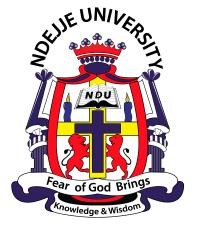 NDEJJE UNIVERSITY
NDU
Fear of God Brings
Knowledge & Wisdom